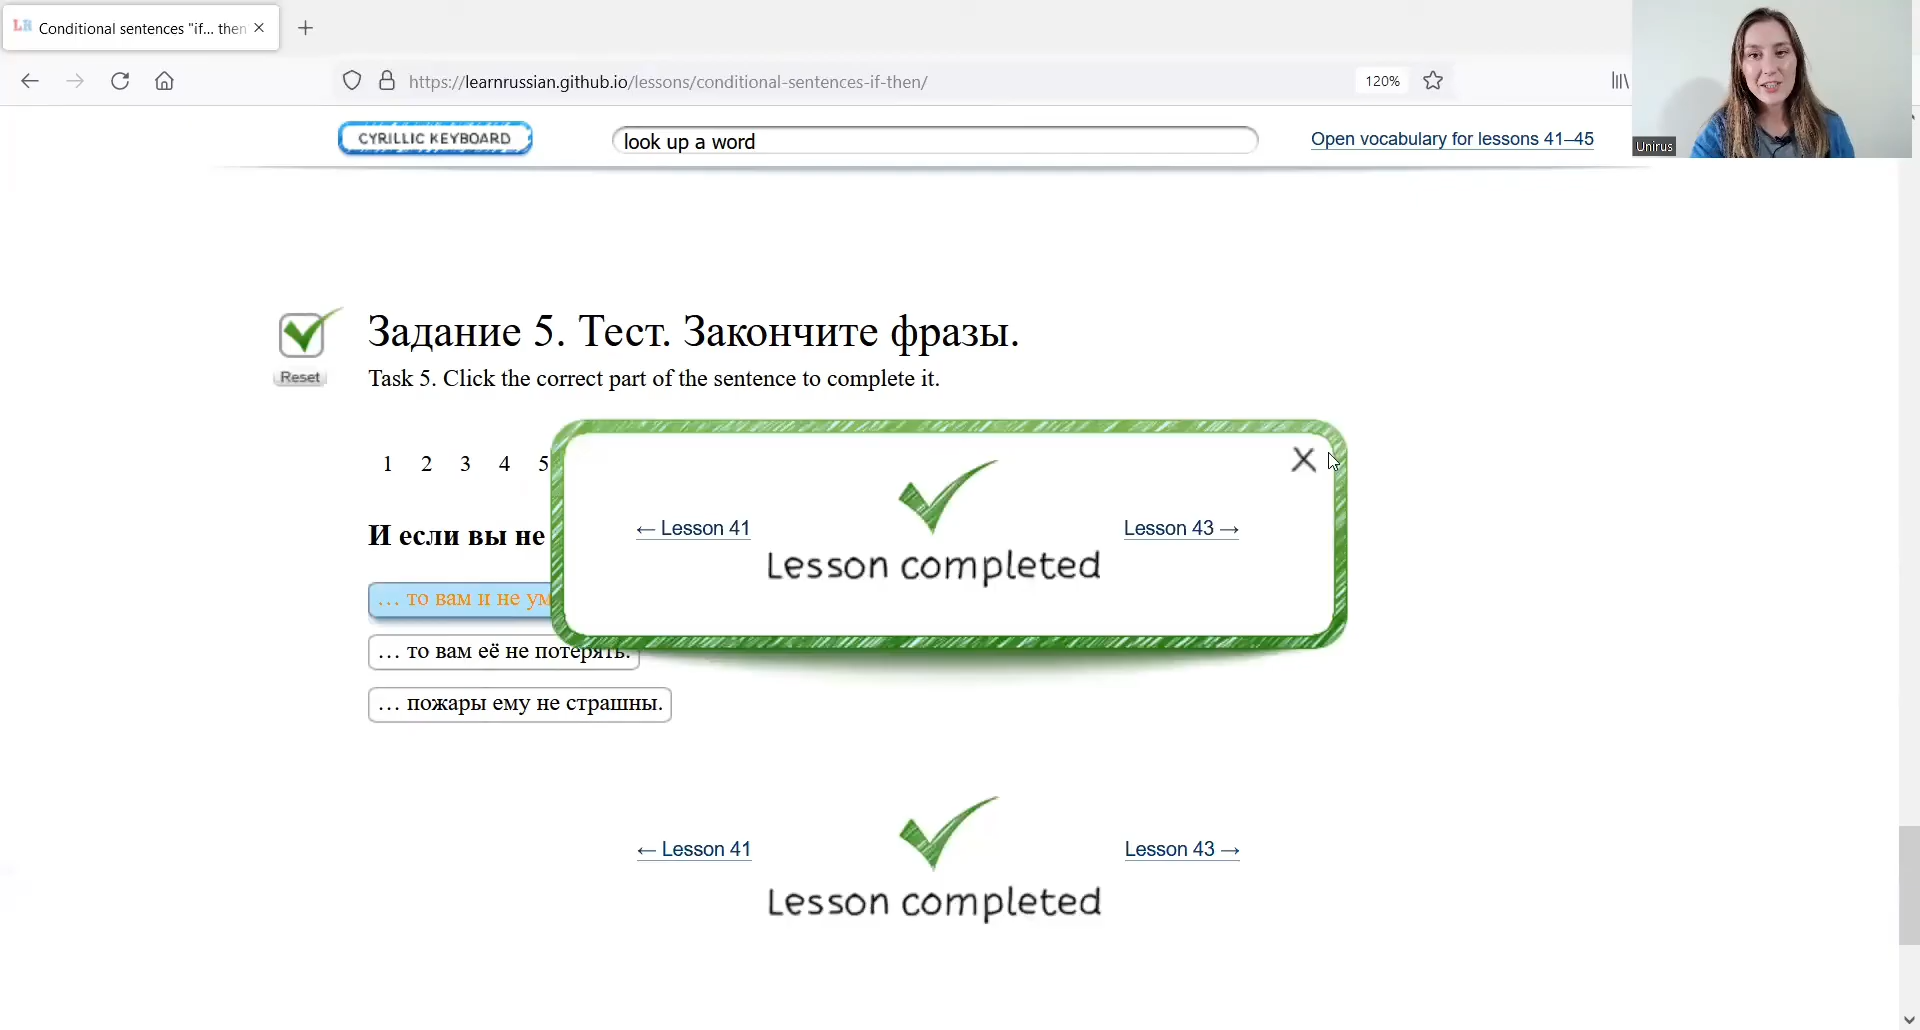 LR Conditional sentences "if... then
https://learnrussian.github.io/lessons/conditional-sentences-if-then/
120%
Unirus
CYRILLIC KEYBOARD
look up a word
Open vocabulary for lessons 41–45
Задание 5. Тест. Закончите фразы.
Reset
Task 5. Click the correct part of the sentence to complete it.
1 2 3 4 5
И если вы не
← Lesson 41
Lesson 43 →
Lesson completed
… то вам и не ум
… то вам её не потерять.
… пожары ему не страшны.
← Lesson 41
Lesson 43 →
Lesson completed